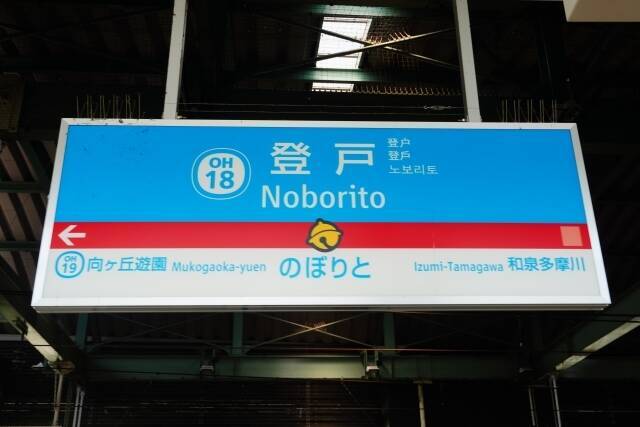 OH
18
登戸
登户
登戶
노보리토
Noborito
OH
19
向ヶ丘遊園 Mukogaoka-yuen
のぼりと
Izumi-Tamagawa 和泉多摩川